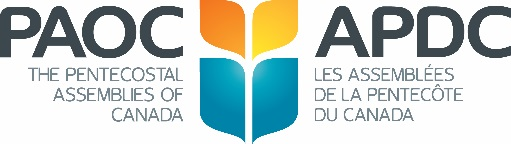 PAOC
THE PENTECOSTAL
ASSEMBLIES OF
CANADA
APDC
LES ASSEMBLÉES
DE LA PENTECÔTE
DU CANADA